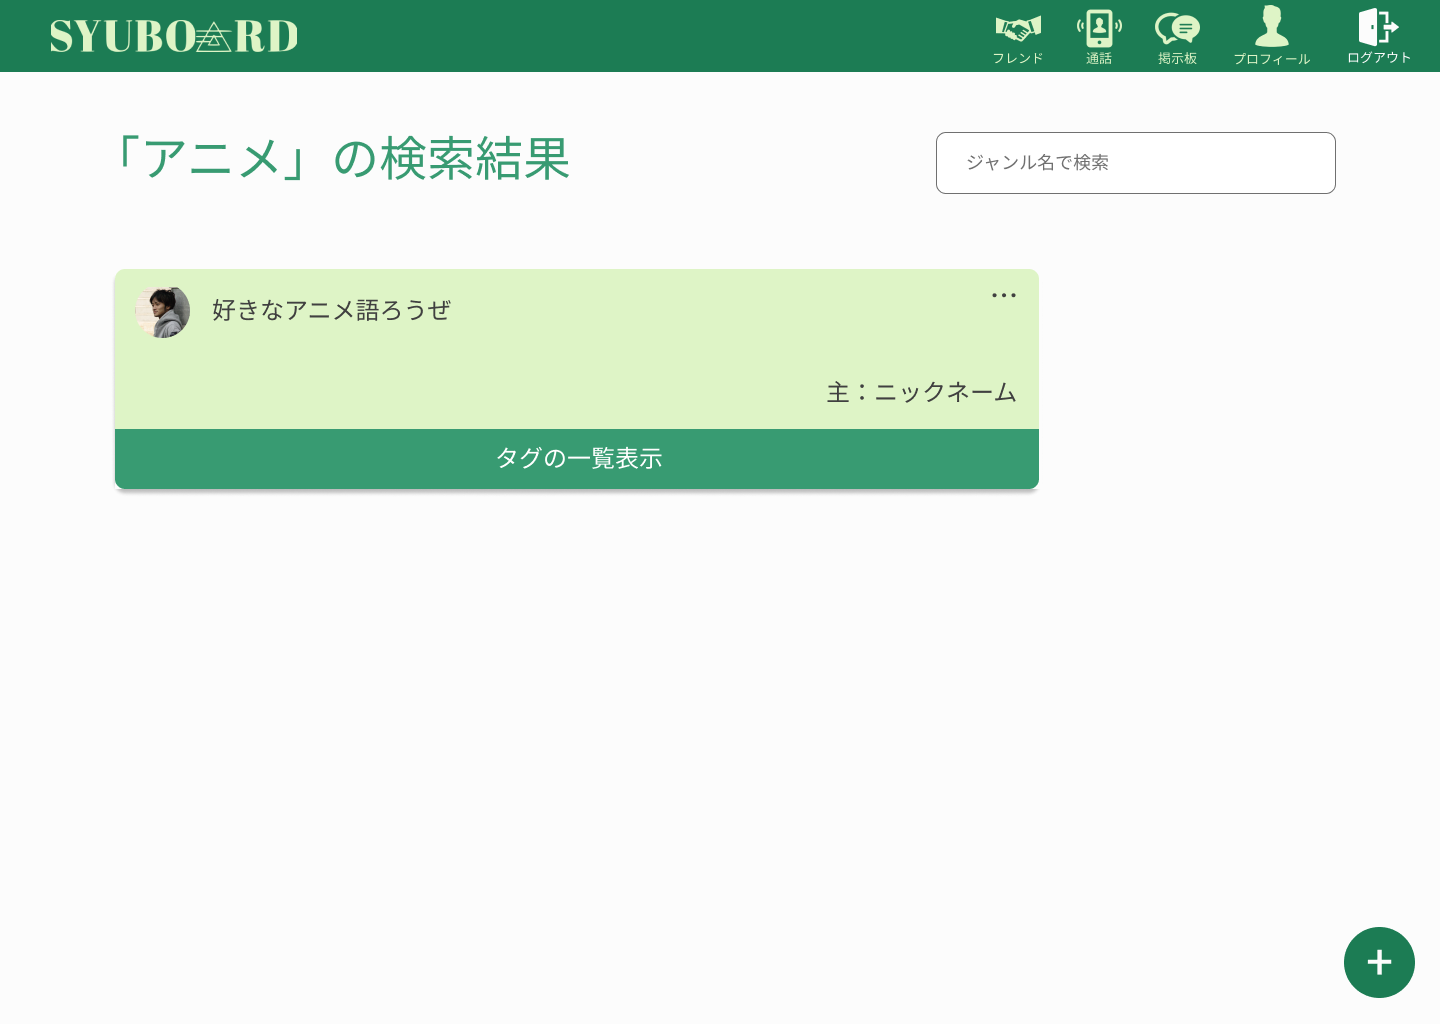 SYUBOARD
フレンド
通話
掲示板
プロフィール
ログアウト
「アニメ」の検索結果
ジャンル名で検索
好きなアニメ語ろうぜ
…
主：ニックネーム
タグの一覧表示
+